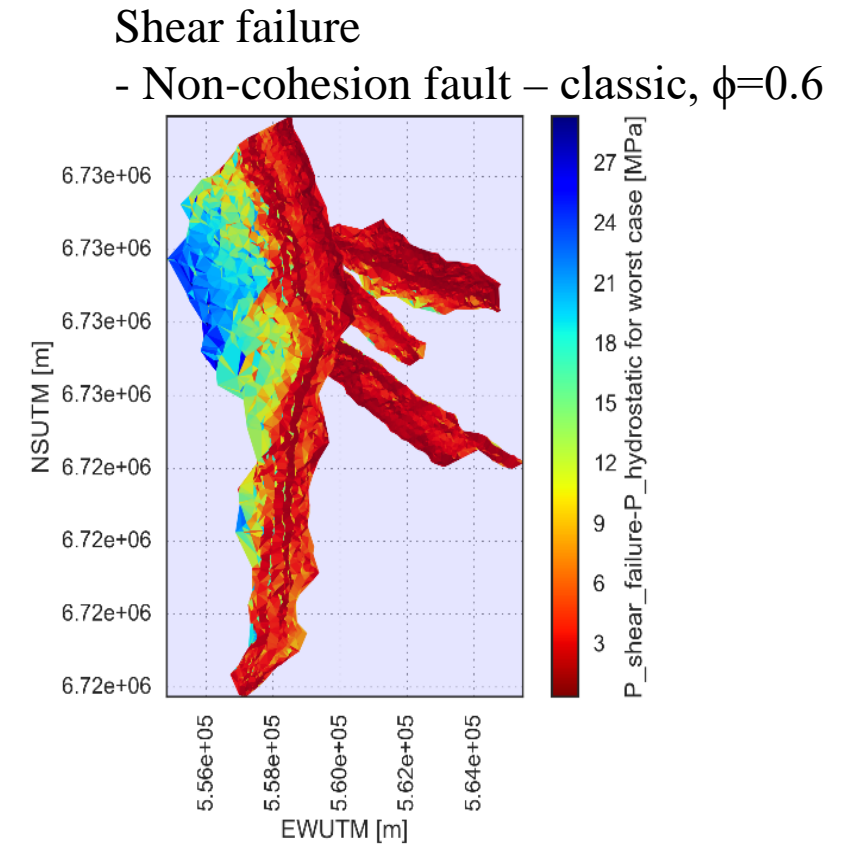 Shear failure
- Non-cohesion fault – classic, ϕ=0.6
6.73e+06
6.73e+06
6.73e+06
6.73e+06
6.72e+06
6.72e+06
6.72e+06
6.72e+06
NSUTM [m]
5.56e+05
5.58e+05
5.60e+05
5.62e+05
5.64e+05
EWUTM [m]
27
24
21
18
15
12
9
6
3
P_shear_failure-P_hydrostatic for worst case [MPa]